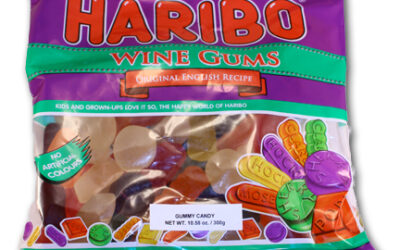 HARIBO
WINE GUMS
ORIGINAL ENGLISH RECIPE
KIDS AND GROWN-UPS LOVE IT SO, THE HAPPY WORLD OF HARIBO
NO
ARTIFICIAL
COLOURS
HOCK
GUMMY CANDY
NET WT. 10.58 oz. / 300g